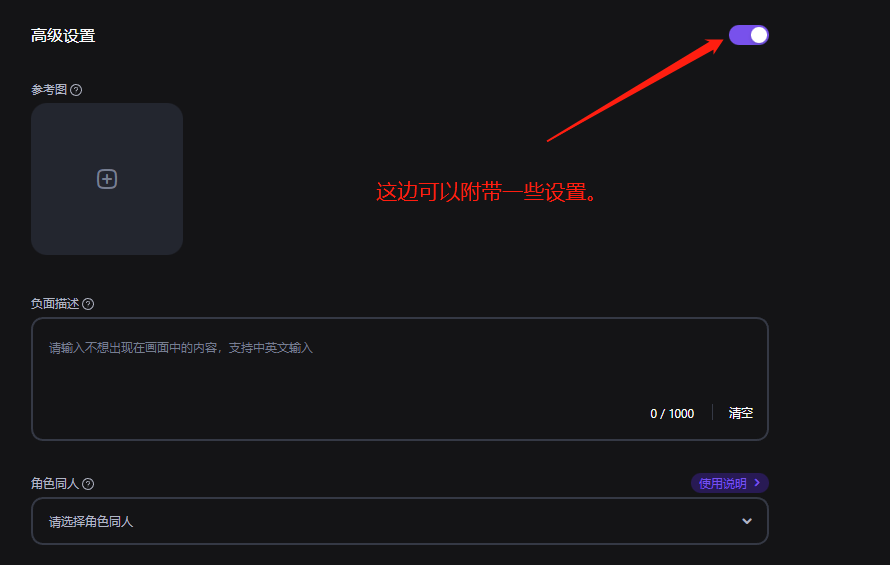 高级设置
参考图
这边可以附带一些设置。
负面描述
请输入不想出现在画面中的内容，支持中英文输入
0 / 1000 清空
角色同人 使用说明
请选择角色同人